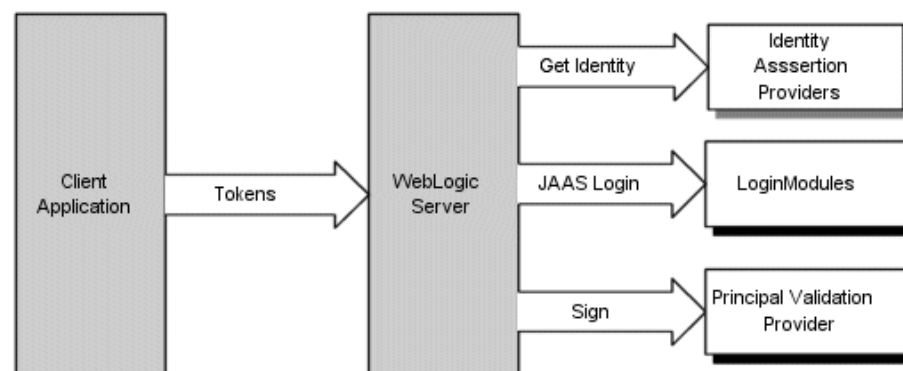 Identity
Asssertion
Providers
Get Identity
Client
Application
Tokens
WebLogic
Server
JAAS Login
LoginModules
Sign
Principal Validation
Provider